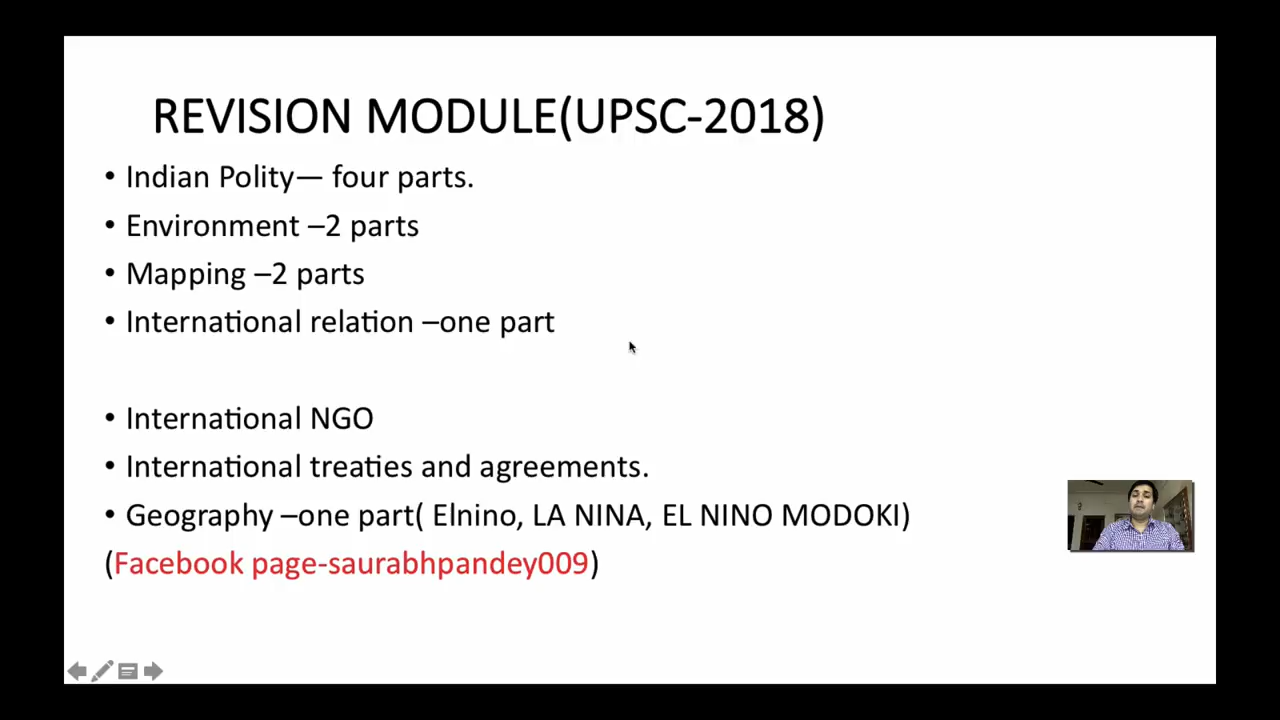 REVISION MODULE(UPSC-2018)
• Indian Polity— four parts.
• Environment –2 parts
• Mapping –2 parts
• International relation –one part
• International NGO
• International treaties and agreements.
• Geography –one part( Elnino, LA NINA, EL NINO MODOKI)
(Facebook page-saurabhpandey009)